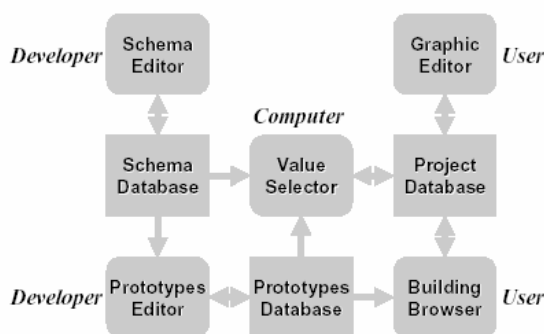 Developer
Schema
Editor
Graphic
Editor
User
Computer
Schema
Database
Value
Selector
Project
Database
Developer
Prototypes
Editor
Prototypes
Database
Building
Browser
User